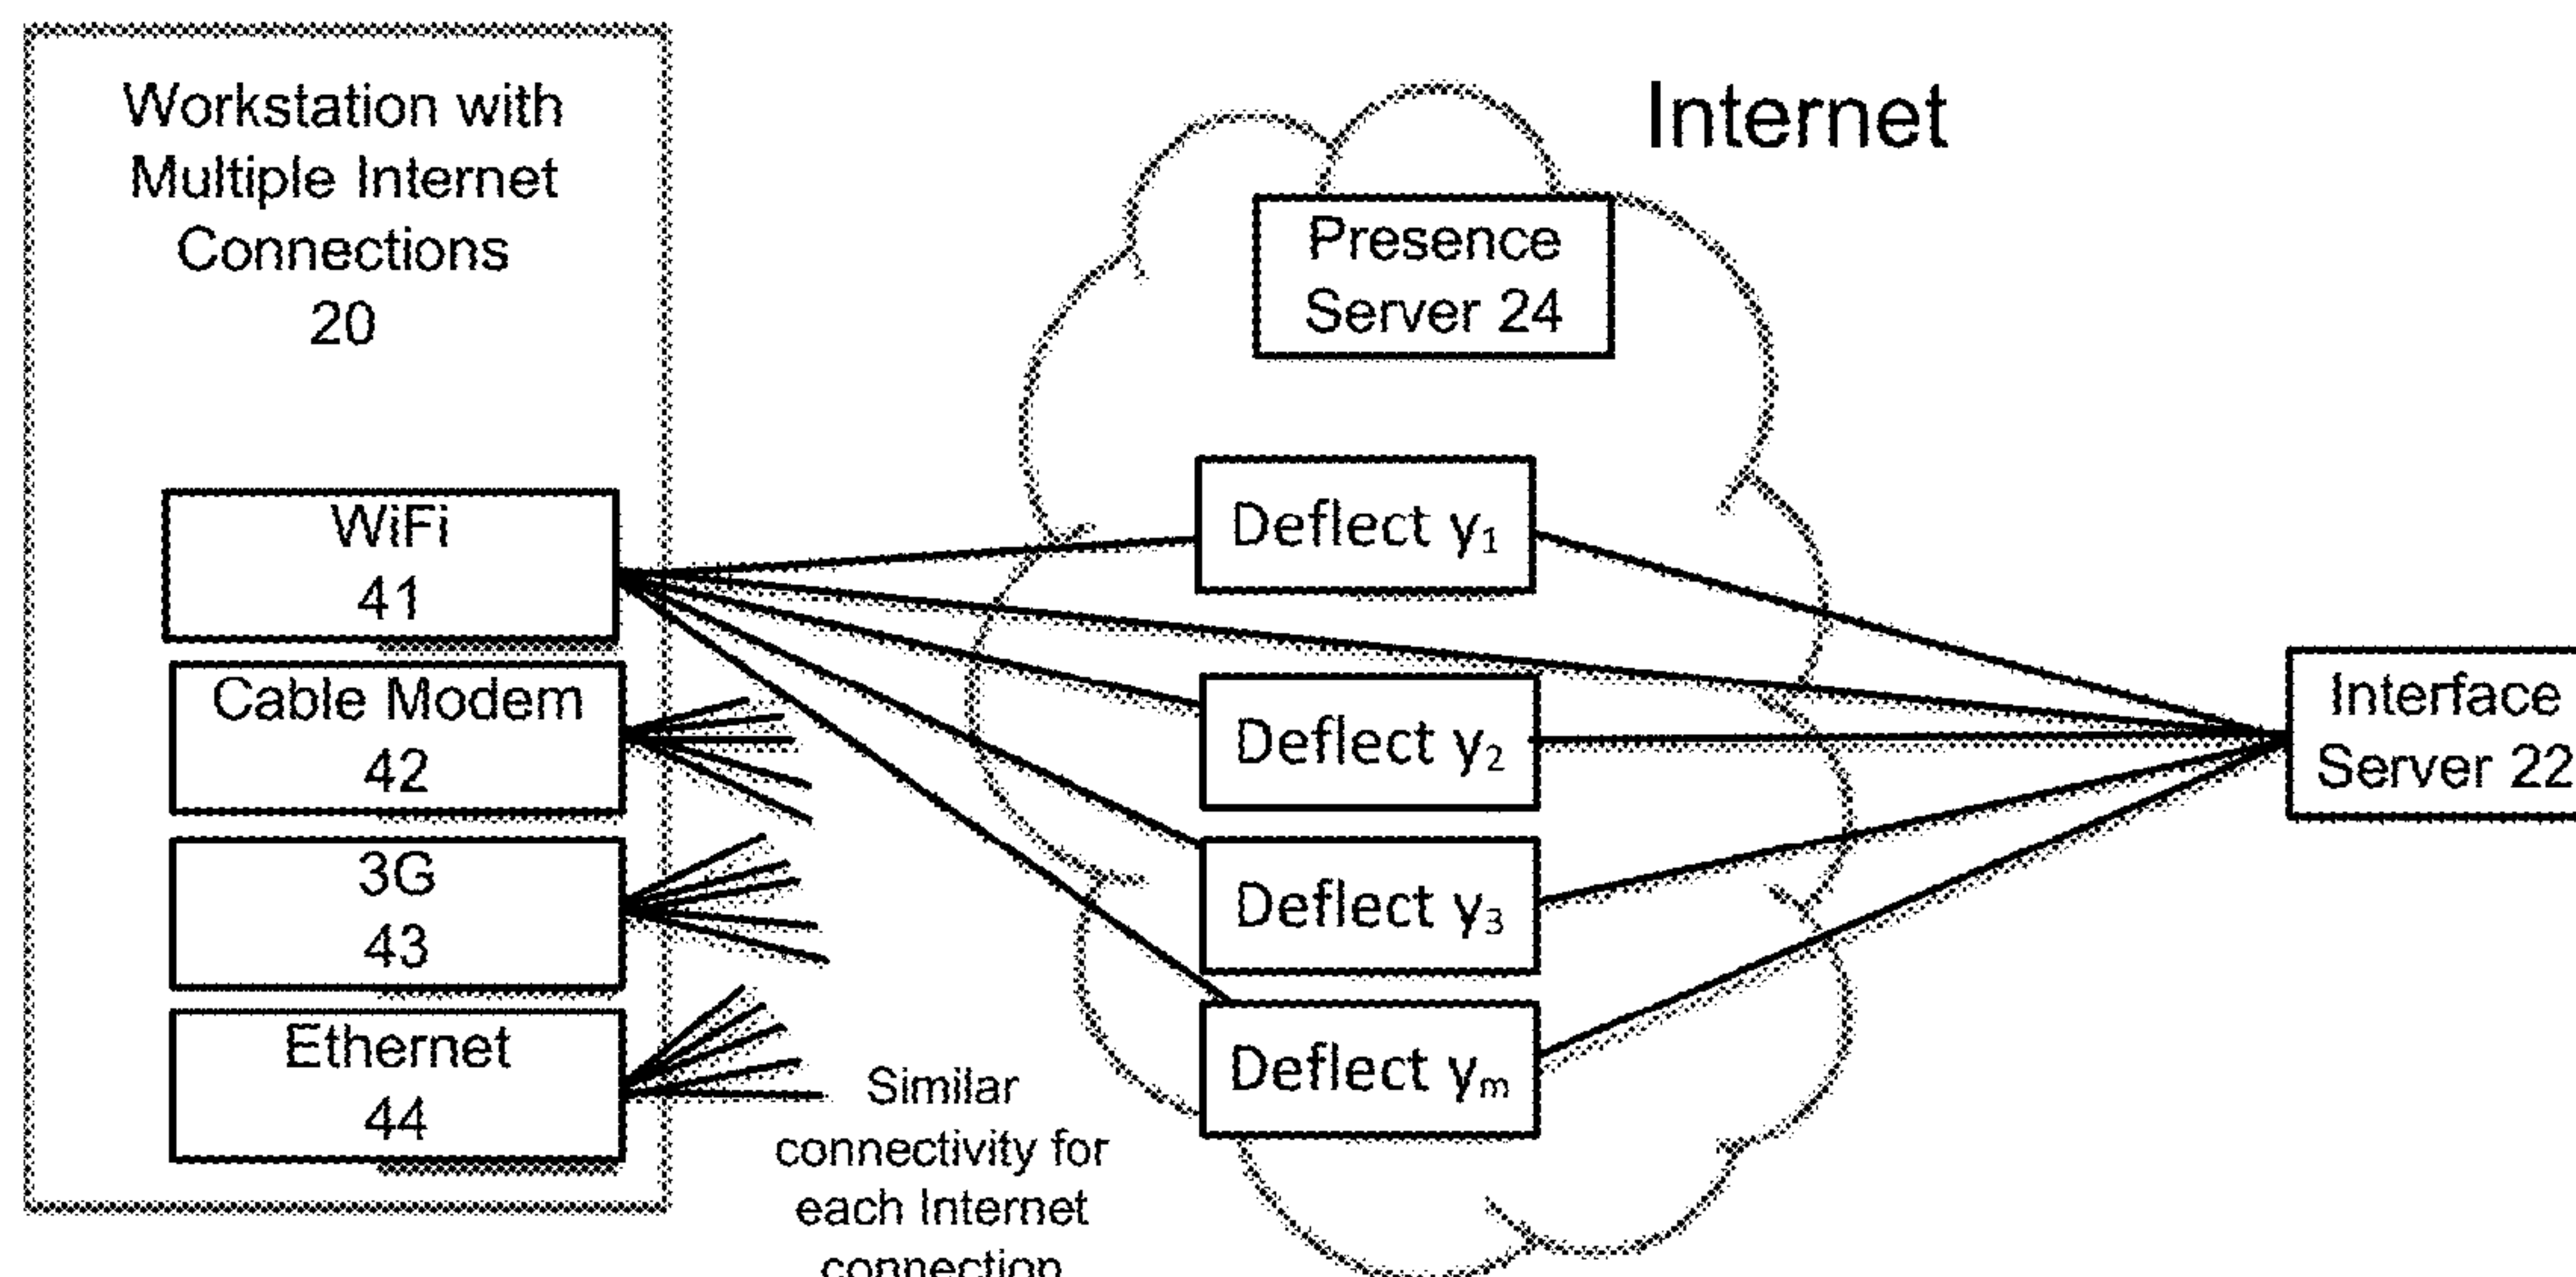 Workstation with
Multiple Internet
Connections
20
WiFi
41
Cable Modem
42
3G
43
Ethernet
44
Similar
connectivity for
each Internet
connection
Internet
Presence
Server 24
Deflect y₁
Deflect y₂
Deflect y₃
Deflect yₘ
Interface
Server 22